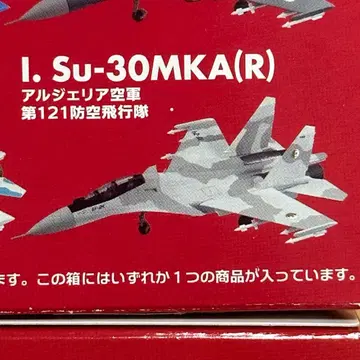 I. Su-30MKA(R)
アルジェリア空軍
第121防空飛行隊
ます。この箱にはいずれか1つの商品が入っています。